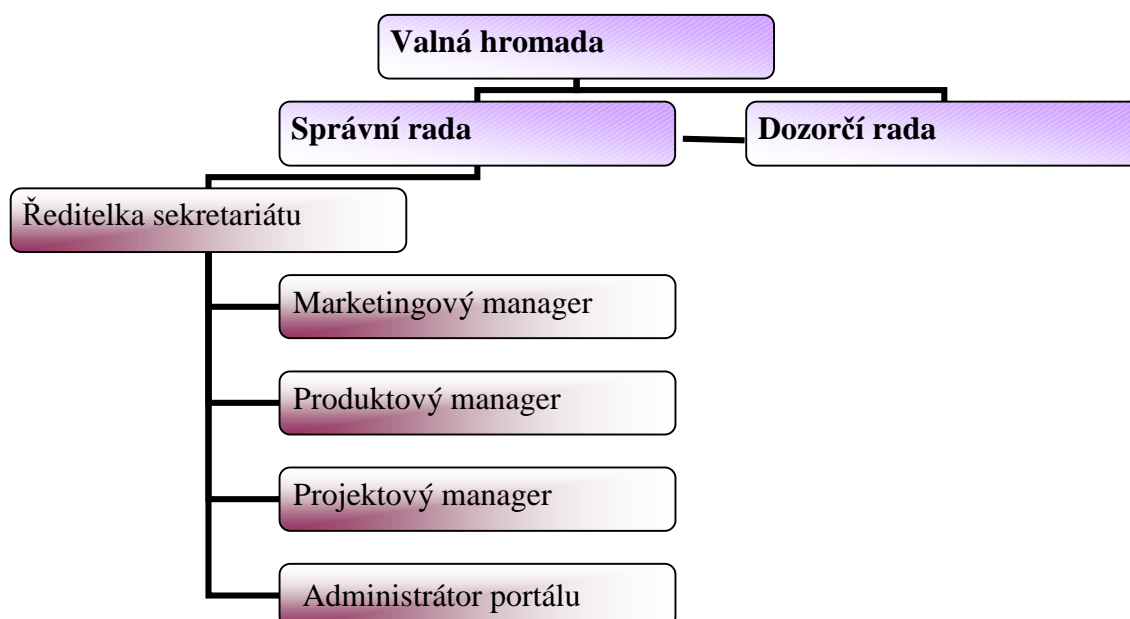 Valná hromada
Správní rada
Dozorčí rada
Ředitelka sekretariátu
Marketingový manager
Produktový manager
Projektový manager
Administrátor portálu